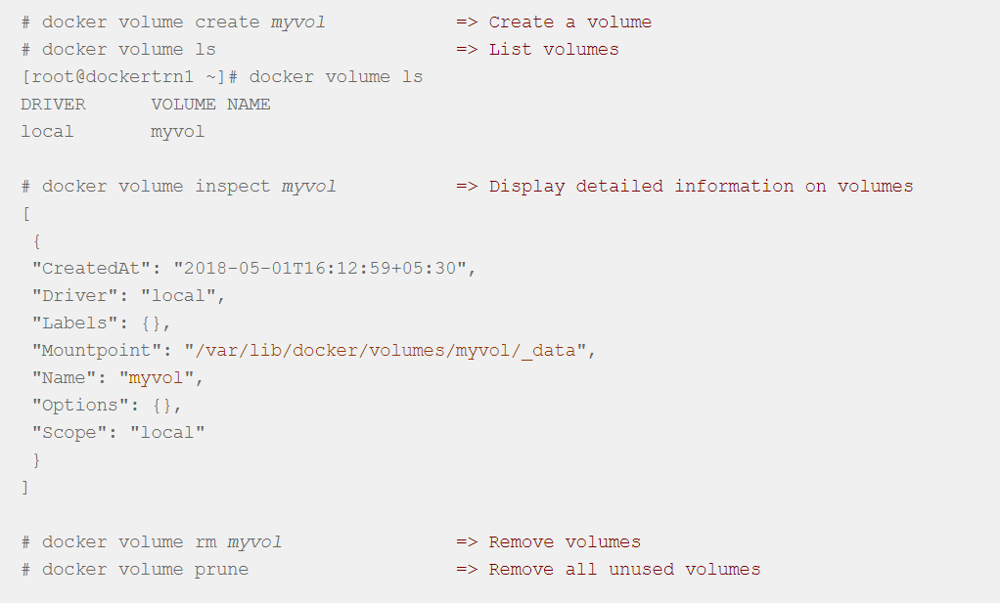 # docker volume create myvol => Create a volume
# docker volume ls => List volumes
[root@dockertrn1 ~]# docker volume ls
DRIVER VOLUME NAME
local myvol
# docker volume inspect myvol => Display detailed information on volumes
[
{
"CreatedAt": "2018-05-01T16:12:59+05:30",
"Driver": "local",
"Labels": {},
"Mountpoint": "/var/lib/docker/volumes/myvol/_data",
"Name": "myvol",
"Options": {},
"Scope": "local"
}
]
# docker volume rm myvol => Remove volumes
# docker volume prune => Remove all unused volumes